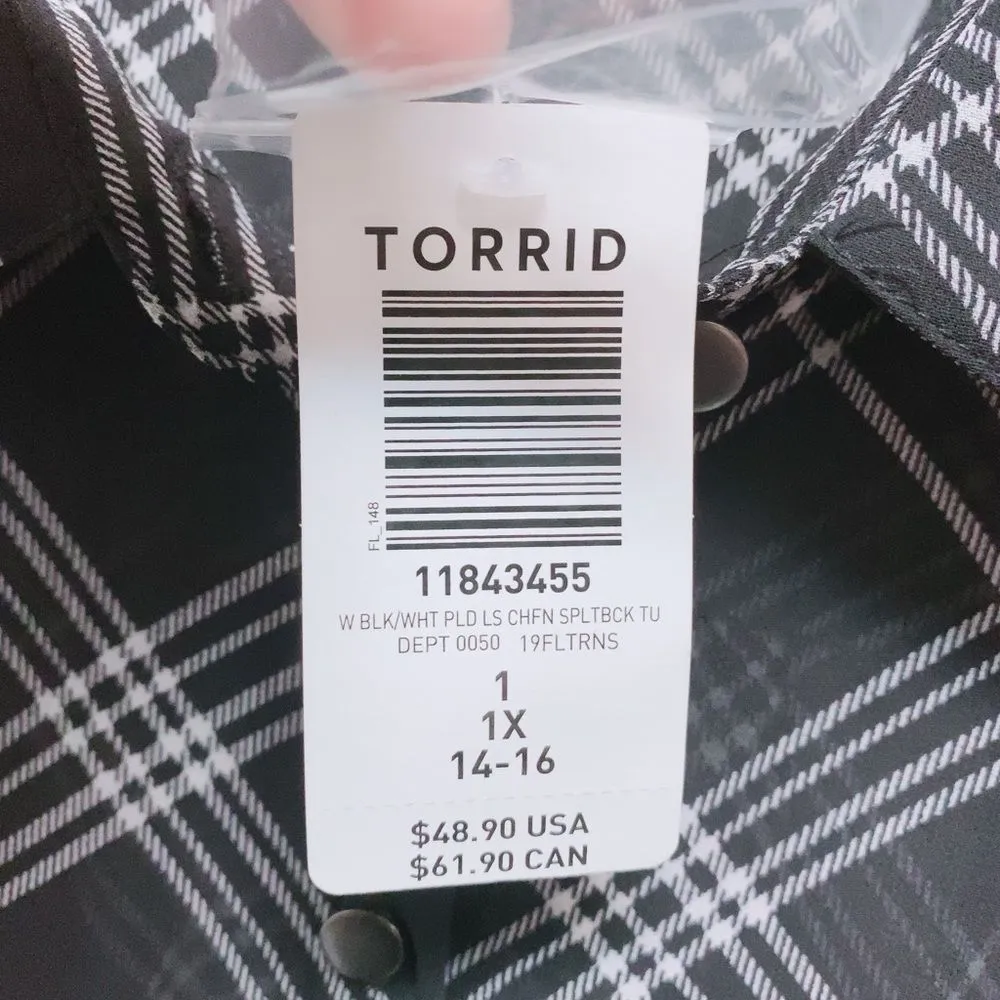 TORRID
FL_148
11843455
W BLK/WHT PLD LS CHFN SPLTBCK TU
DEPT 0050 19FLTRNS
1
1X
14-16
$48.90 USA
$61.90 CAN